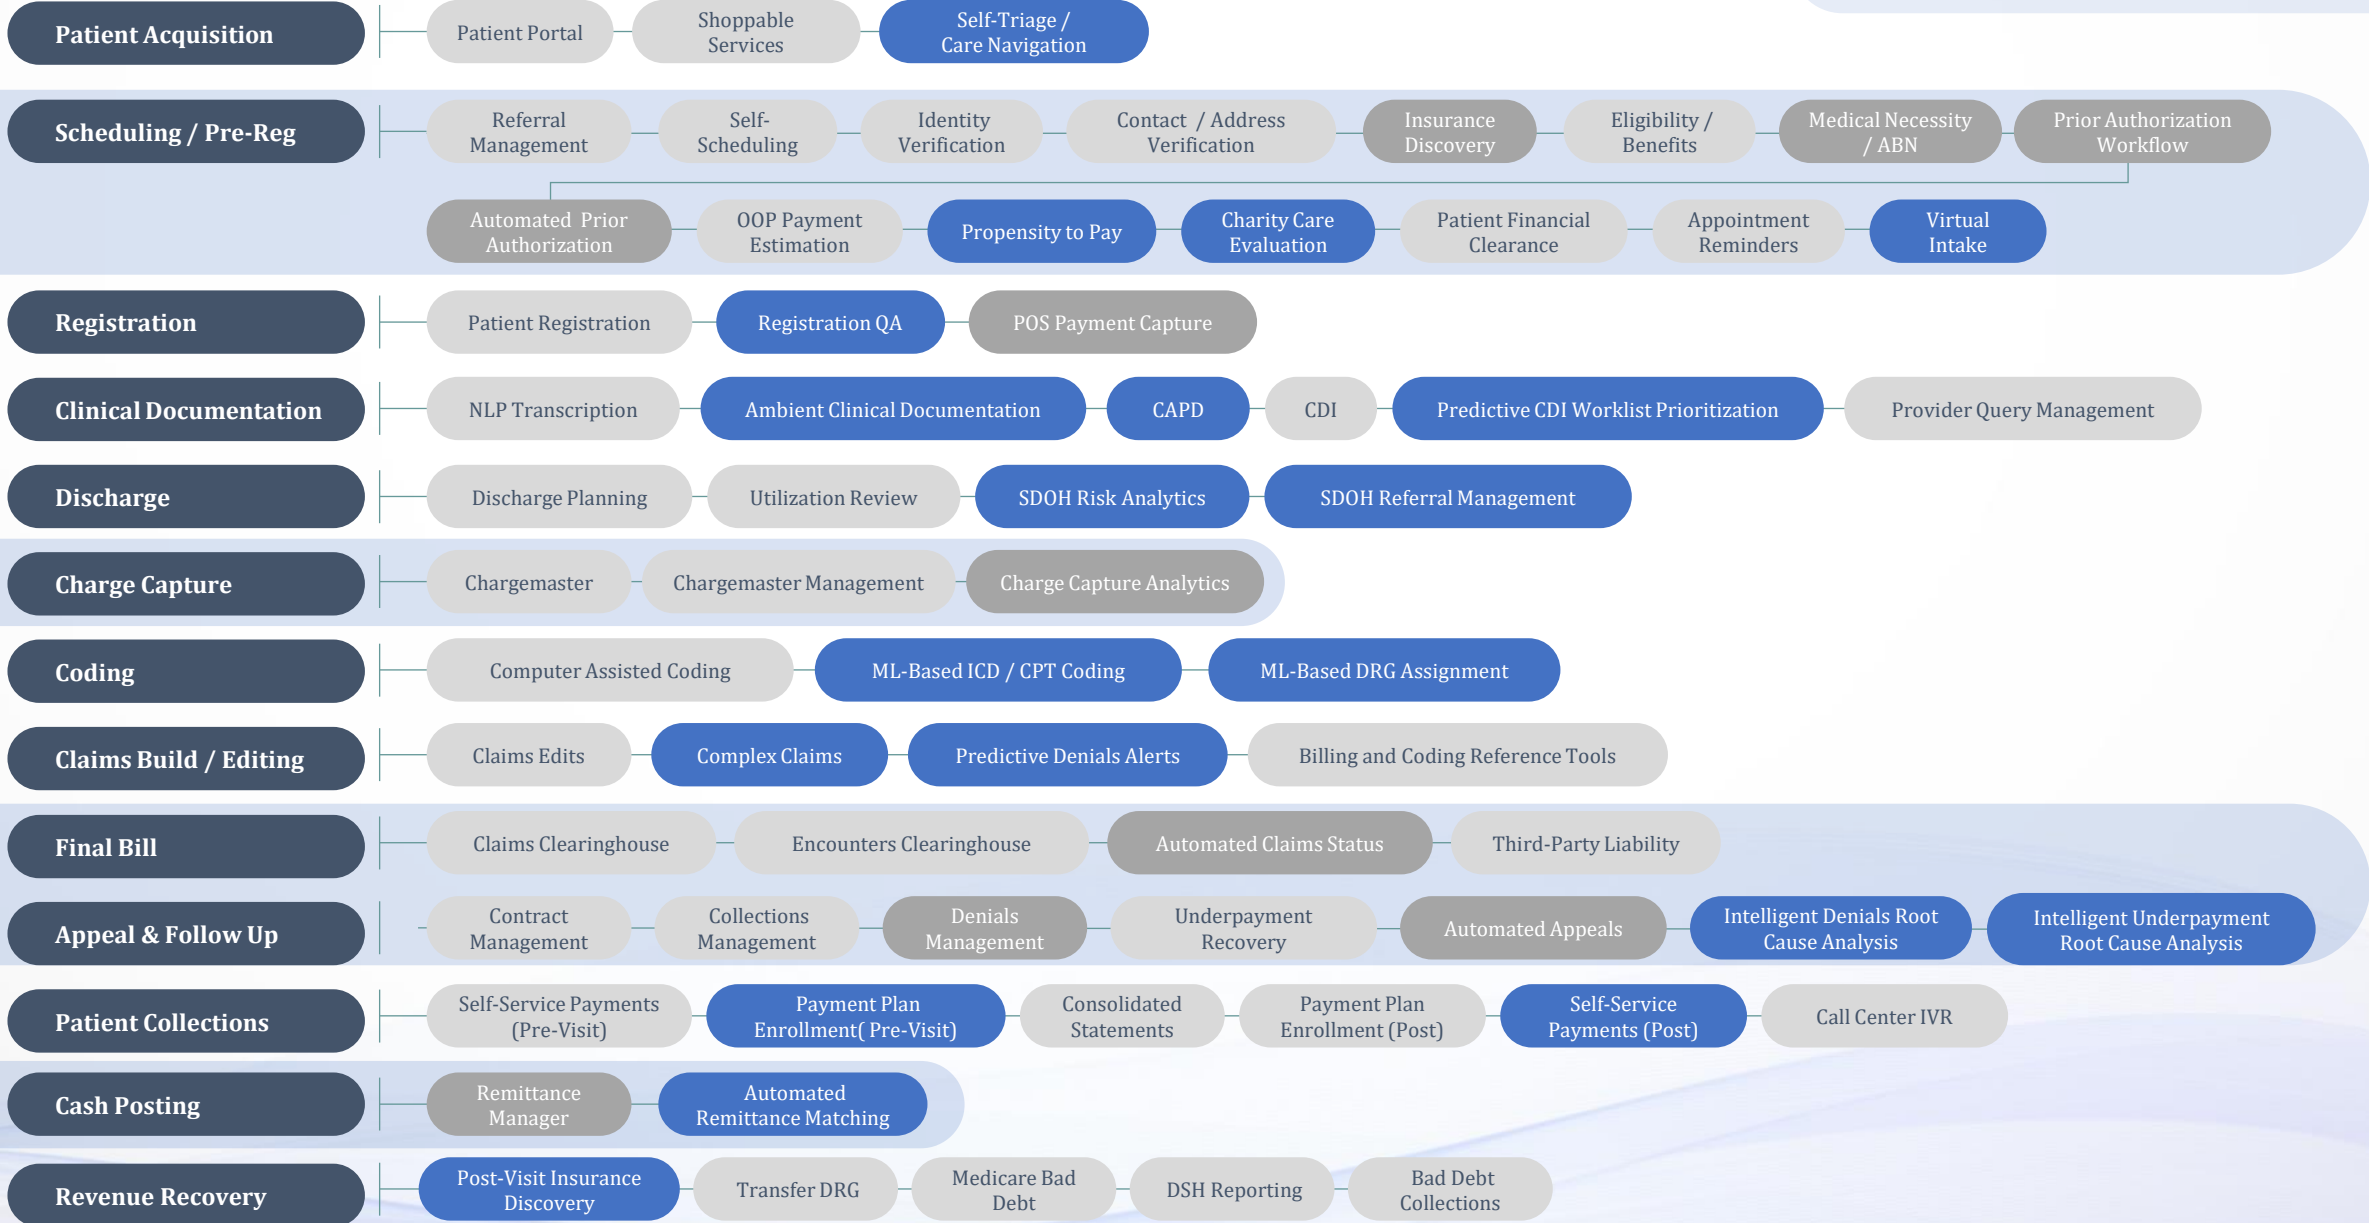 Patient Acquisition
Patient Portal
Shoppable
Services
Self-Triage /
Care Navigation
Scheduling / Pre-Reg
Referral
Management
Self-
Scheduling
Identity
Verification
Contact / Address
Verification
Insurance
Discovery
Eligibility /
Benefits
Medical Necessity
/ ABN
Prior Authorization
Workflow
Automated Prior
Authorization
OOP Payment
Estimation
Propensity to Pay
Charity Care
Evaluation
Patient Financial
Clearance
Appointment
Reminders
Virtual
Intake
Registration
Patient Registration
Registration QA
POS Payment Capture
Clinical Documentation
NLP Transcription
Ambient Clinical Documentation
CAPD
CDI
Predictive CDI Worklist Prioritization
Provider Query Management
Discharge
Discharge Planning
Utilization Review
SDOH Risk Analytics
SDOH Referral Management
Charge Capture
Chargemaster
Chargemaster Management
Charge Capture Analytics
Coding
Computer Assisted Coding
ML-Based ICD / CPT Coding
ML-Based DRG Assignment
Claims Build / Editing
Claims Edits
Complex Claims
Predictive Denials Alerts
Billing and Coding Reference Tools
Final Bill
Claims Clearinghouse
Encounters Clearinghouse
Automated Claims Status
Third-Party Liability
Appeal & Follow Up
Contract
Management
Collections
Management
Denials
Management
Underpayment
Recovery
Automated Appeals
Intelligent Denials Root
Cause Analysis
Intelligent Underpayment
Root Cause Analysis
Patient Collections
Self-Service Payments
(Pre-Visit)
Payment Plan
Enrollment( Pre-Visit)
Consolidated
Statements
Payment Plan
Enrollment (Post)
Self-Service
Payments (Post)
Call Center IVR
Cash Posting
Remittance
Manager
Automated
Remittance Matching
Revenue Recovery
Post-Visit Insurance
Discovery
Transfer DRG
Medicare Bad
Debt
DSH Reporting
Bad Debt
Collections